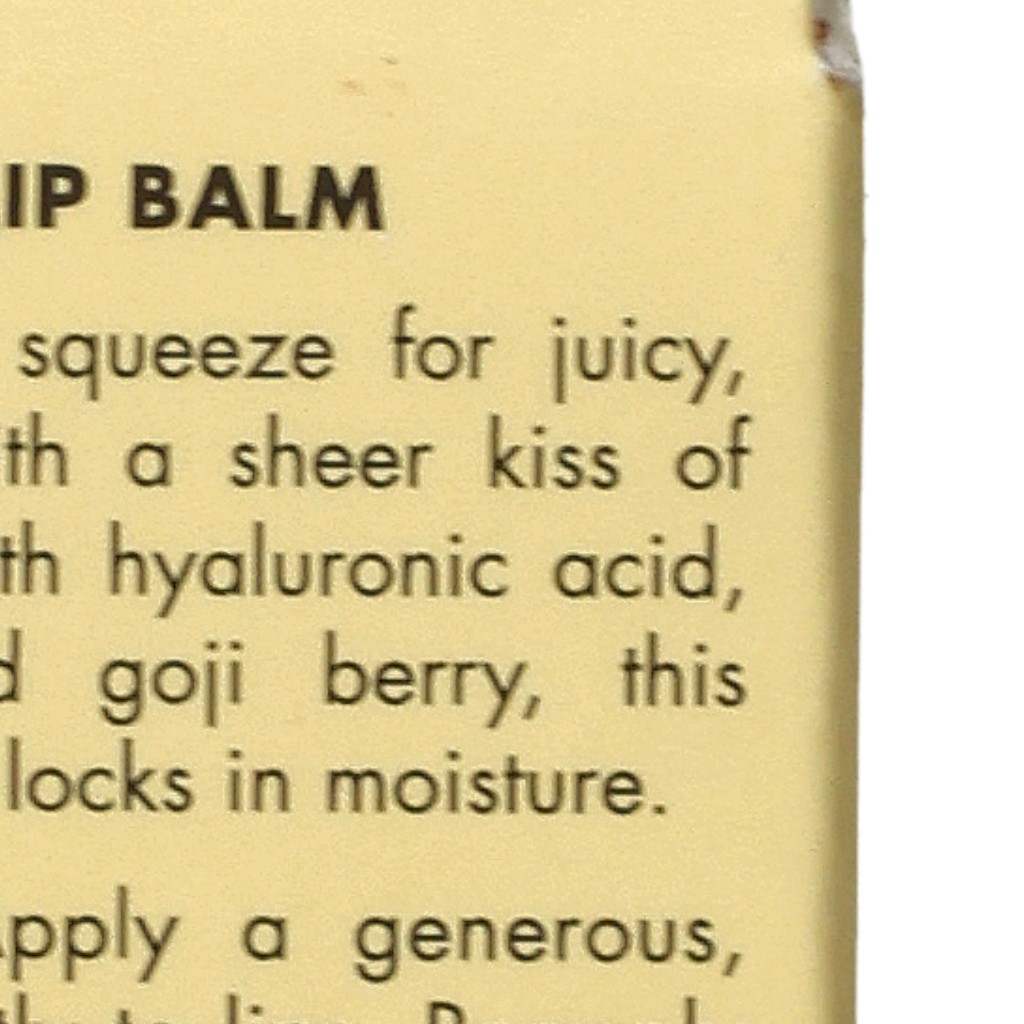 IP BALM
squeeze for juicy,
th a sheer kiss of
th hyaluronic acid,
d goji berry, this
locks in moisture.
pply a generous,